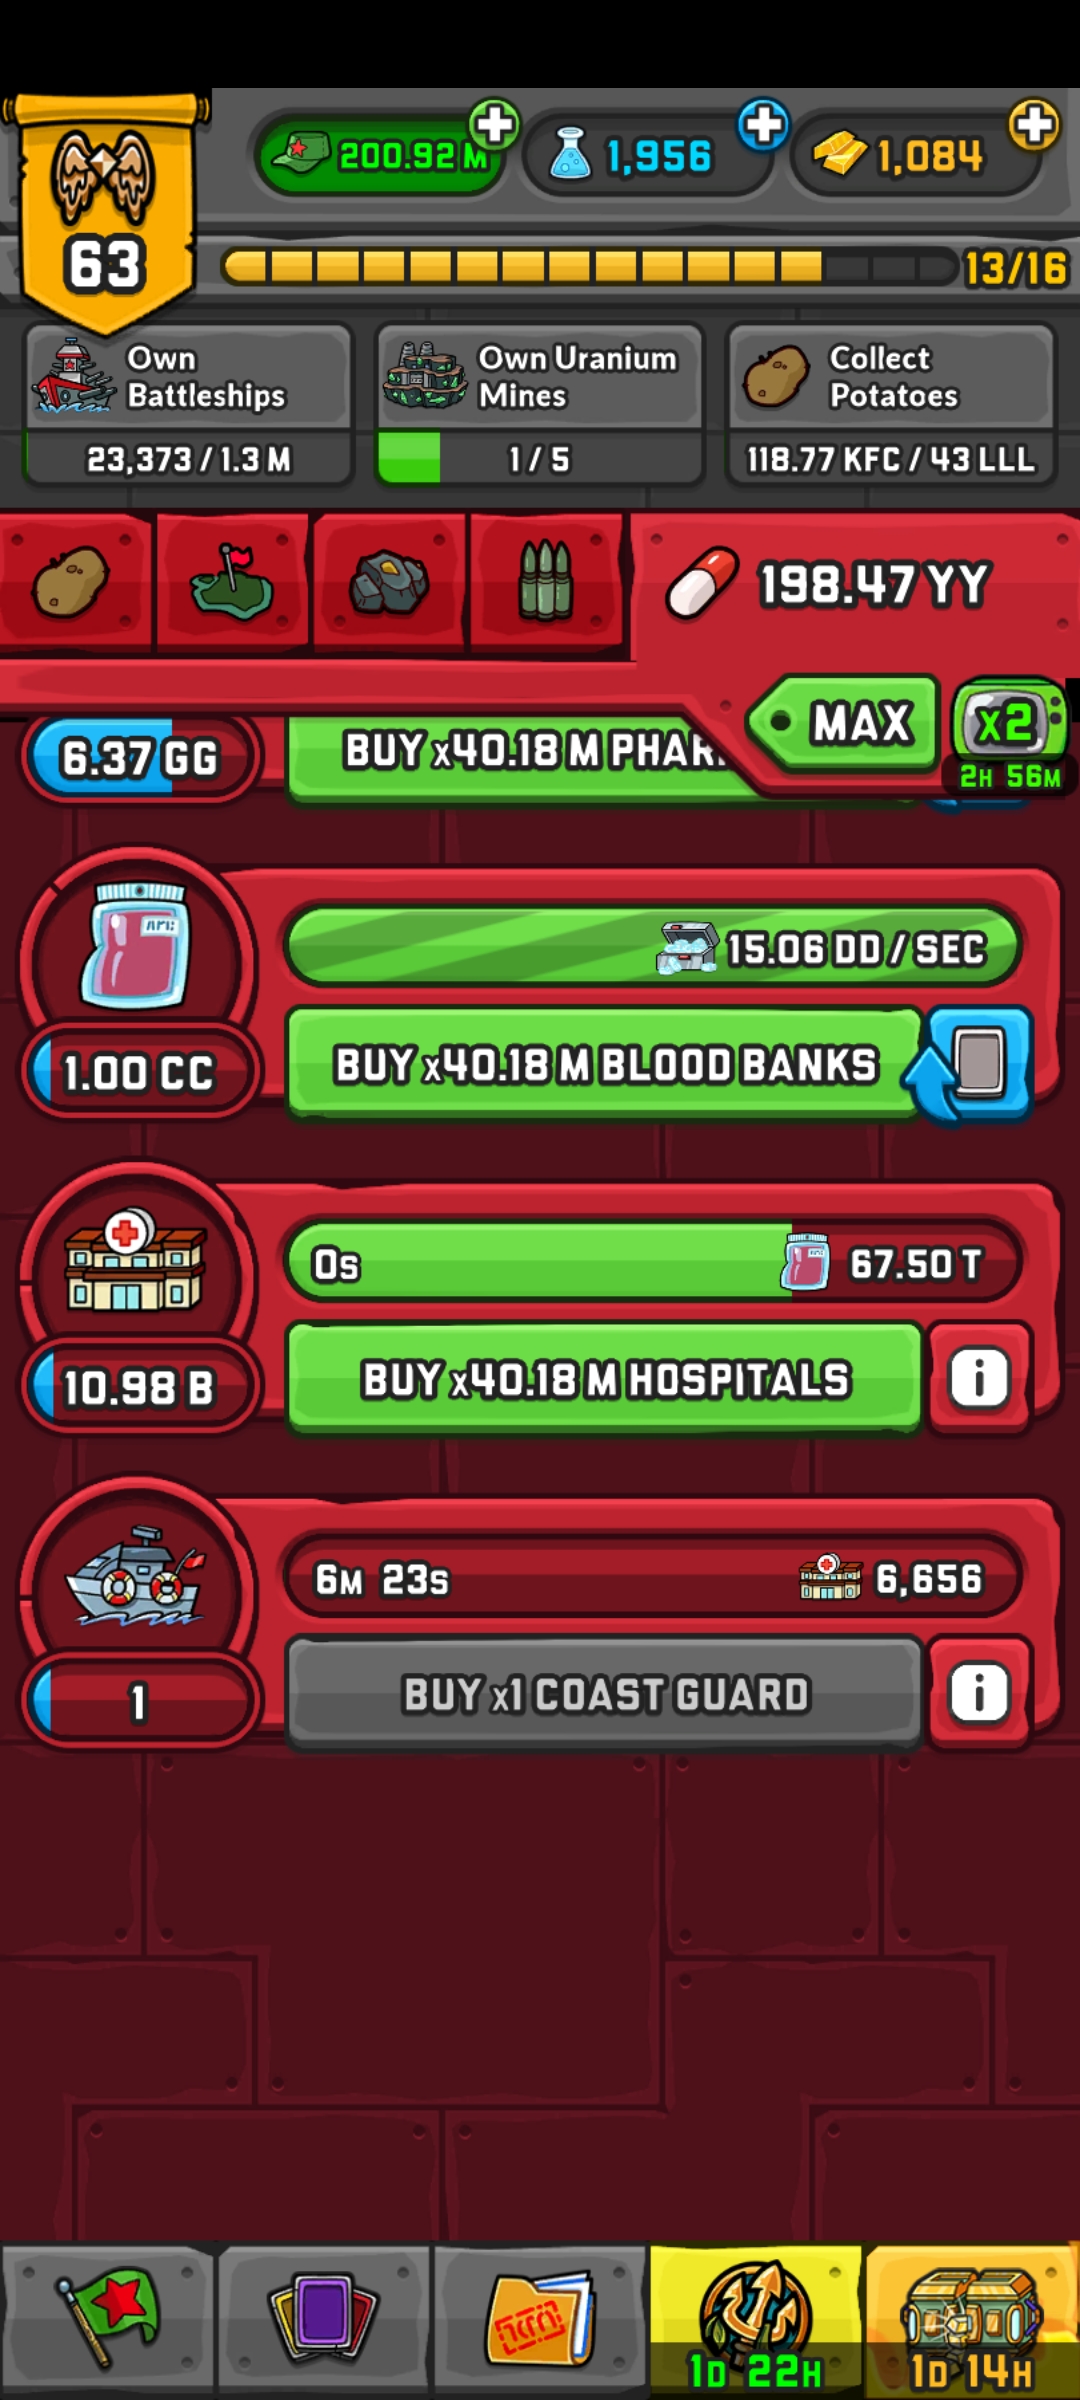 200.92 M
1,956
1,084
63
13/16
Own
Battleships
23,373 / 1.3 M
Own Uranium
Mines
1 / 5
Collect
Potatoes
118.77 KFC / 43 LLL
198.47 YY
MAX
X2
2H 56M
6.37 GG
BUY x40.18 M PHAR
15.06 DD / SEC
1.00 CC
BUY x40.18 M BLOOD BANKS
0s
67.50 T
10.98 B
BUY x40.18 M HOSPITALS
i
6M 23s
6,656
1
BUY x1 COAST GUARD
i
1D 22H
1D 14H